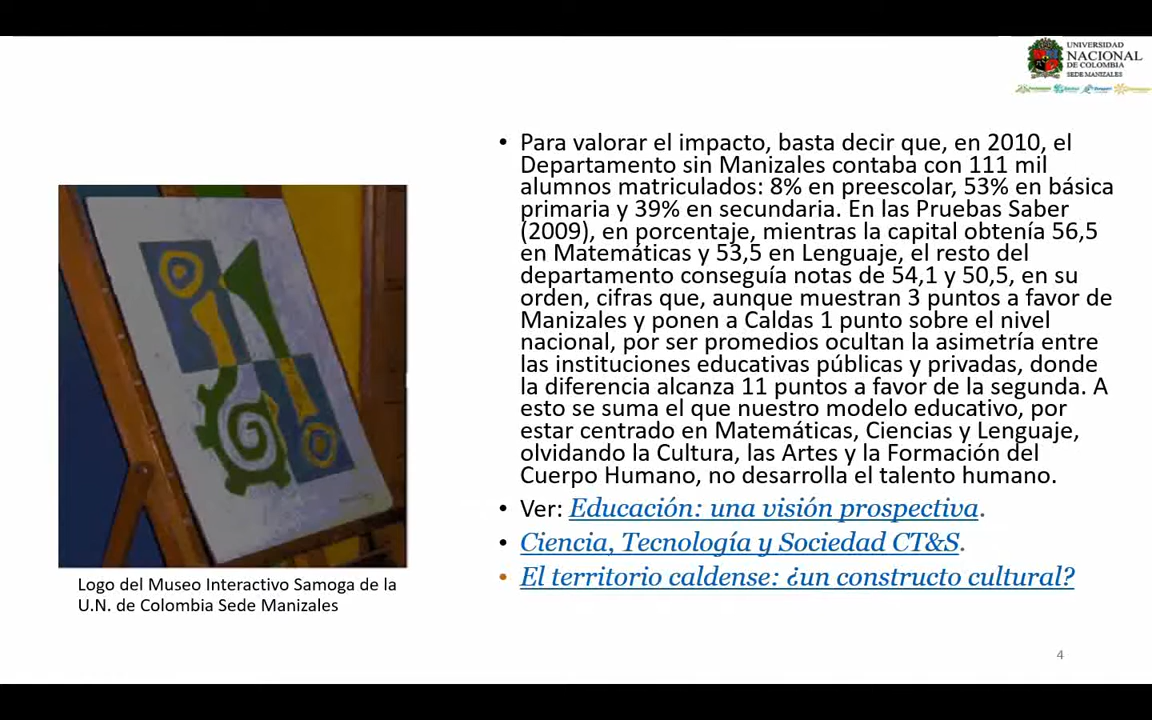 UNIVERSIDAD
NACIONAL
DE COLOMBIA
SEDE MANIZALES
• Para valorar el impacto, basta decir que, en 2010, el
Departamento sin Manizales contaba con 111 mil
alumnos matriculados: 8% en preescolar, 53% en básica
primaria y 39% en secundaria. En las Pruebas Saber
(2009), en porcentaje, mientras la capital obtenía 56,5
en Matemáticas y 53,5 en Lenguaje, el resto del
departamento conseguía notas de 54,1 y 50,5, en su
orden, cifras que, aunque muestran 3 puntos a favor de
Manizales y ponen a Caldas 1 punto sobre el nivel
nacional, por ser promedios ocultan la asimetría entre
las instituciones educativas públicas y privadas, donde
la diferencia alcanza 11 puntos a favor de la segunda. A
esto se suma el que nuestro modelo educativo, por
estar centrado en Matemáticas, Ciencias y Lenguaje,
olvidando la Cultura, las Artes y la Formación del
Cuerpo Humano, no desarrolla el talento humano.
• Ver: Educación: una visión prospectiva.
• Ciencia, Tecnología y Sociedad CT&S.
• El territorio caldense: ¿un constructo cultural?
Logo del Museo Interactivo Samoga de la
U.N. de Colombia Sede Manizales
4